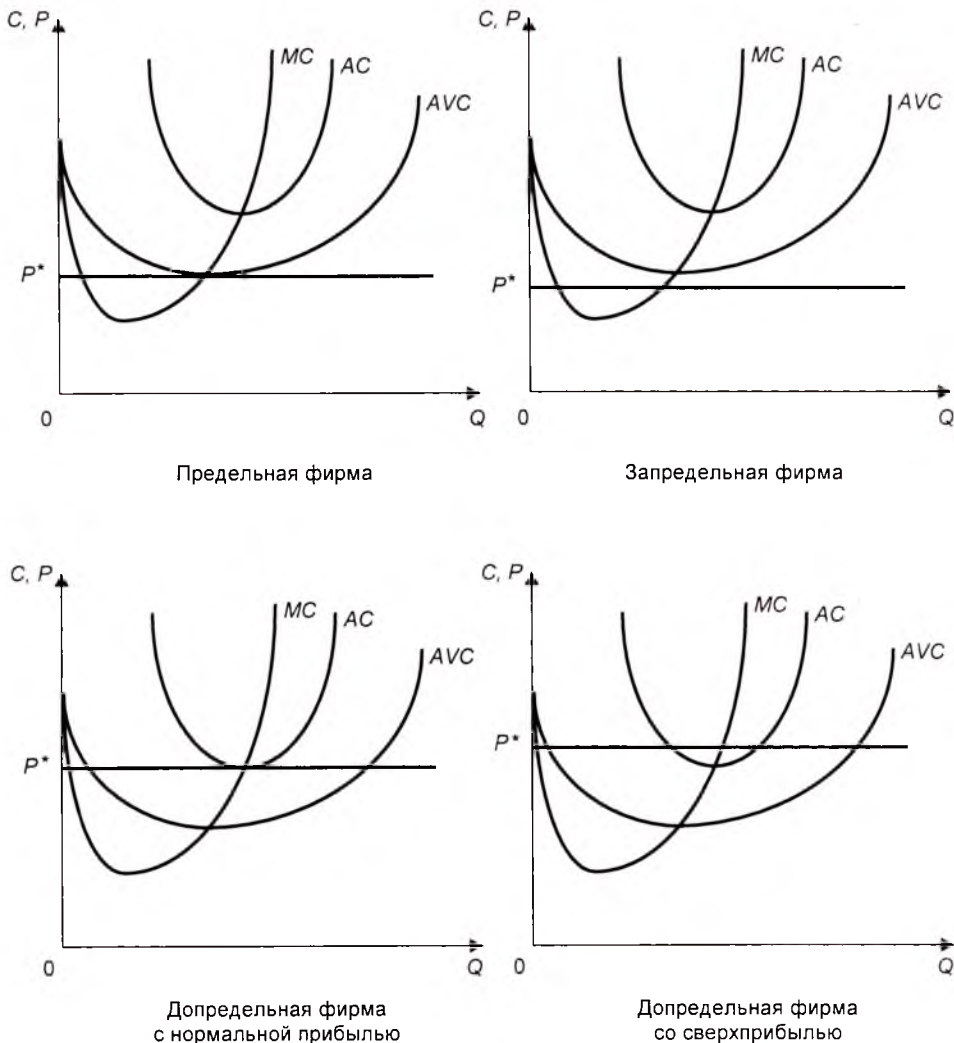 C, P
MC
AC
AVC
P*
0
Q
Предельная фирма
C, P
MC
AC
AVC
P*
0
Q
Запредельная фирма
C, P
MC
AC
AVC
P*
0
Q
Допредельная фирма
с нормальной прибылью
C, P
MC
AC
AVC
P*
0
Q
Допредельная фирма
со сверхприбылью